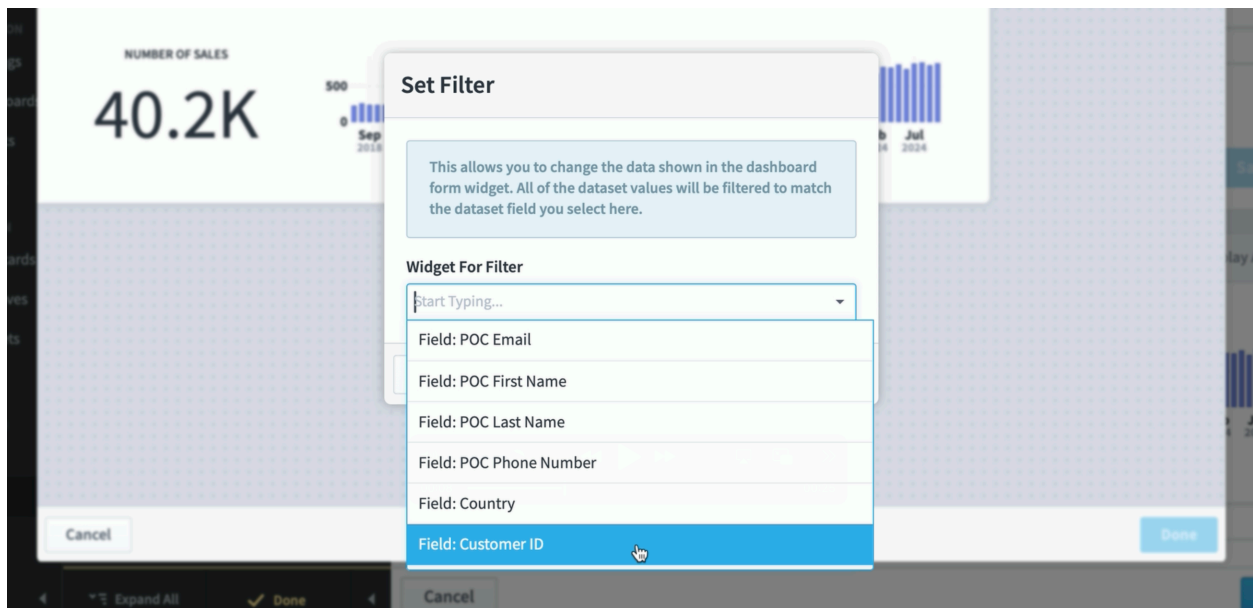 NUMBER OF SALES
40.2K
500
0
Sep
2018
Jul
2024
Set Filter
This allows you to change the data shown in the dashboard
form widget. All of the dataset values will be filtered to match
the dataset field you select here.
Widget For Filter
Start Typing...
Field: POC Email
Field: POC First Name
Field: POC Last Name
Field: POC Phone Number
Field: Country
Field: Customer ID
Cancel
Done
Expand All
Done
Cancel